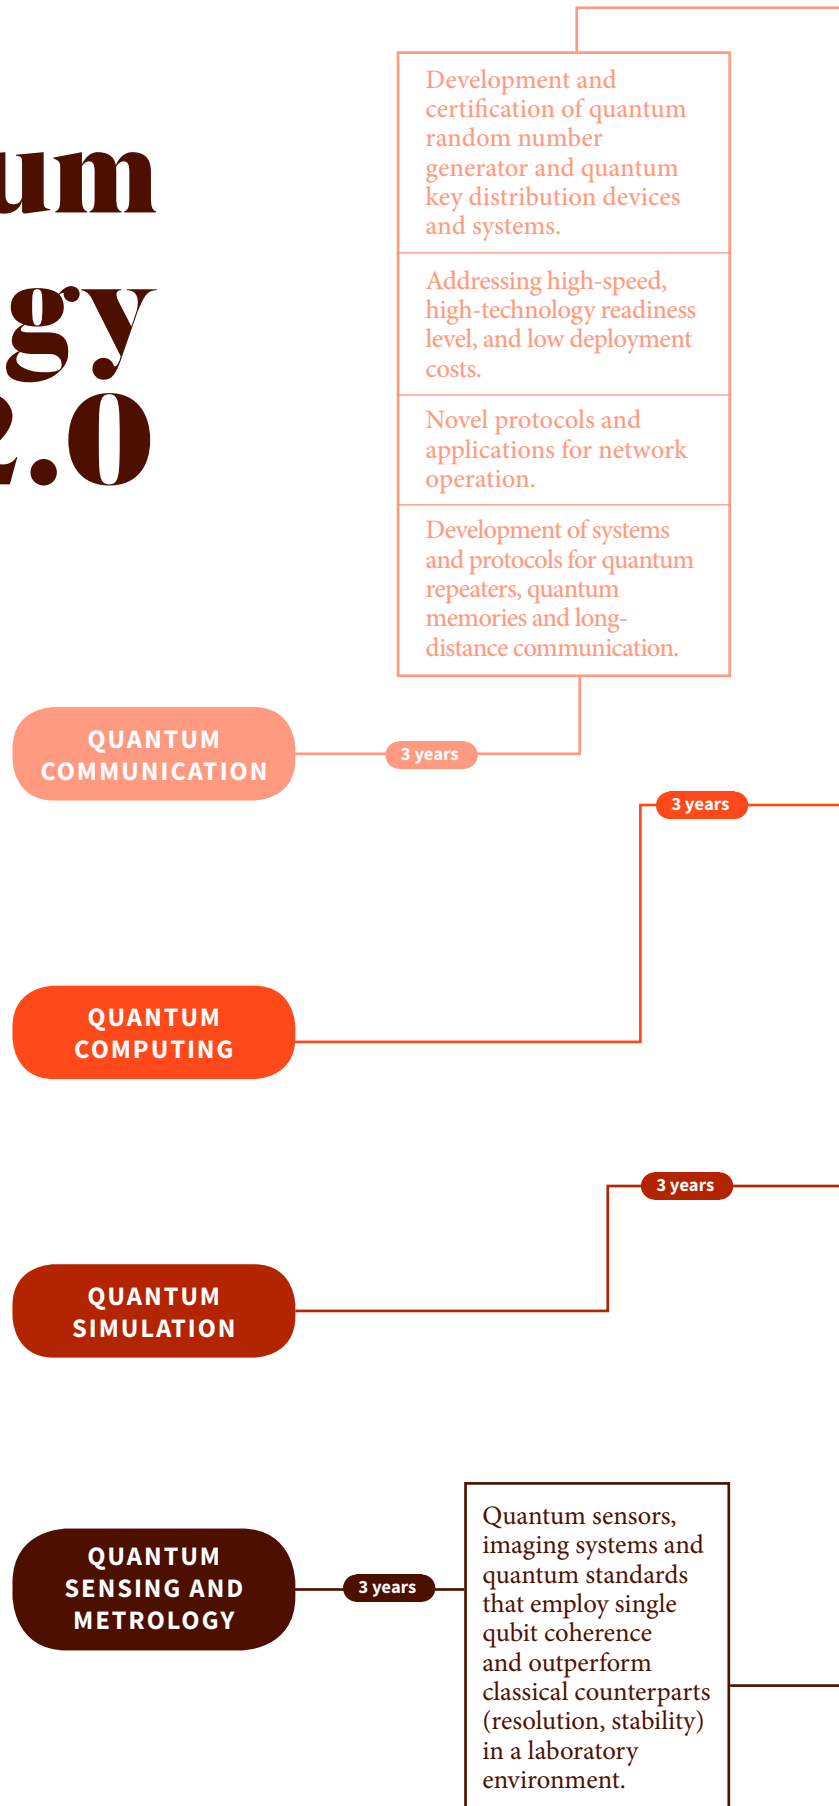 um
gy
2.0
Development and
certification of quantum
random number
generator and quantum
key distribution devices
and systems.
Addressing high-speed,
high-technology readiness
level, and low deployment
costs.
Novel protocols and
applications for network
operation.
Development of systems
and protocols for quantum
repeaters, quantum
memories and long-
distance communication.
QUANTUM
COMMUNICATION
3 years
3 years
QUANTUM
COMPUTING
3 years
QUANTUM
SIMULATION
QUANTUM
SENSING AND
METROLOGY
3 years
Quantum sensors,
imaging systems and
quantum standards
that employ single
qubit coherence
and outperform
classical counterparts
(resolution, stability)
in a laboratory
environment.